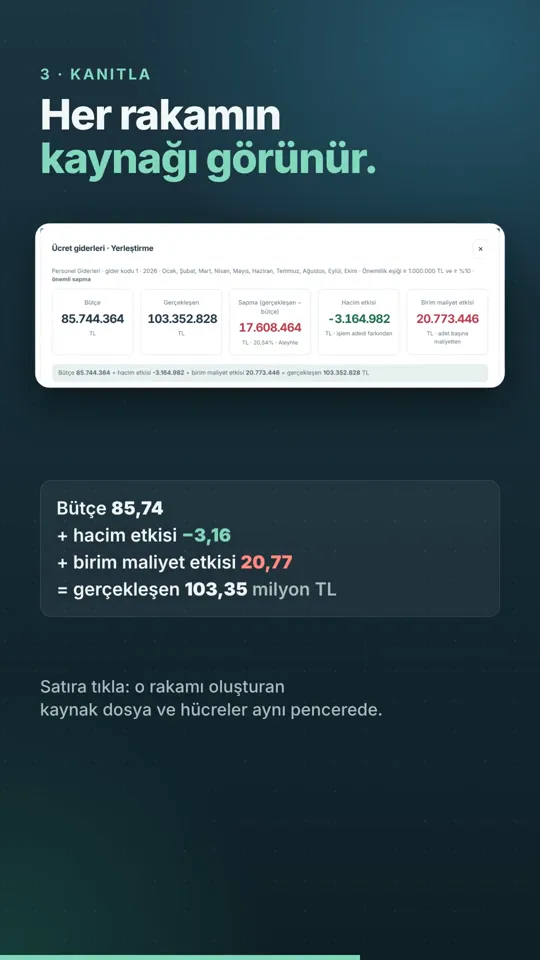 3 · KANITLA
Her rakamın
kaynağı görünür.
Ücret giderleri · Yerleştirme
×
Personel Giderleri · gider kodu 1 · 2026 · Ocak, Şubat, Mart, Nisan, Mayıs, Haziran, Temmuz, Ağustos, Eylül, Ekim · Önemlilik eşiği ≥ 1.000.000 TL ve ≥ %10 ·
önemli sapma
Bütçe
85.744.364
TL
Gerçekleşen
103.352.828
TL
Sapma (gerçekleşen −
bütçe)
17.608.464
TL · 20,54% · Aleyhte
Hacim etkisi
-3.164.982
TL · işlem adedi farkından
Birim maliyet etkisi
20.773.446
TL · adet başına
maliyetten
Bütçe 85.744.364 + hacim etkisi -3.164.982 + birim maliyet etkisi 20.773.446 = gerçekleşen 103.352.828 TL
Bütçe 85,74
+ hacim etkisi −3,16
+ birim maliyet etkisi 20,77
= gerçekleşen 103,35 milyon TL
Satıra tıkla: o rakamı oluşturan
kaynak dosya ve hücreler aynı pencerede.